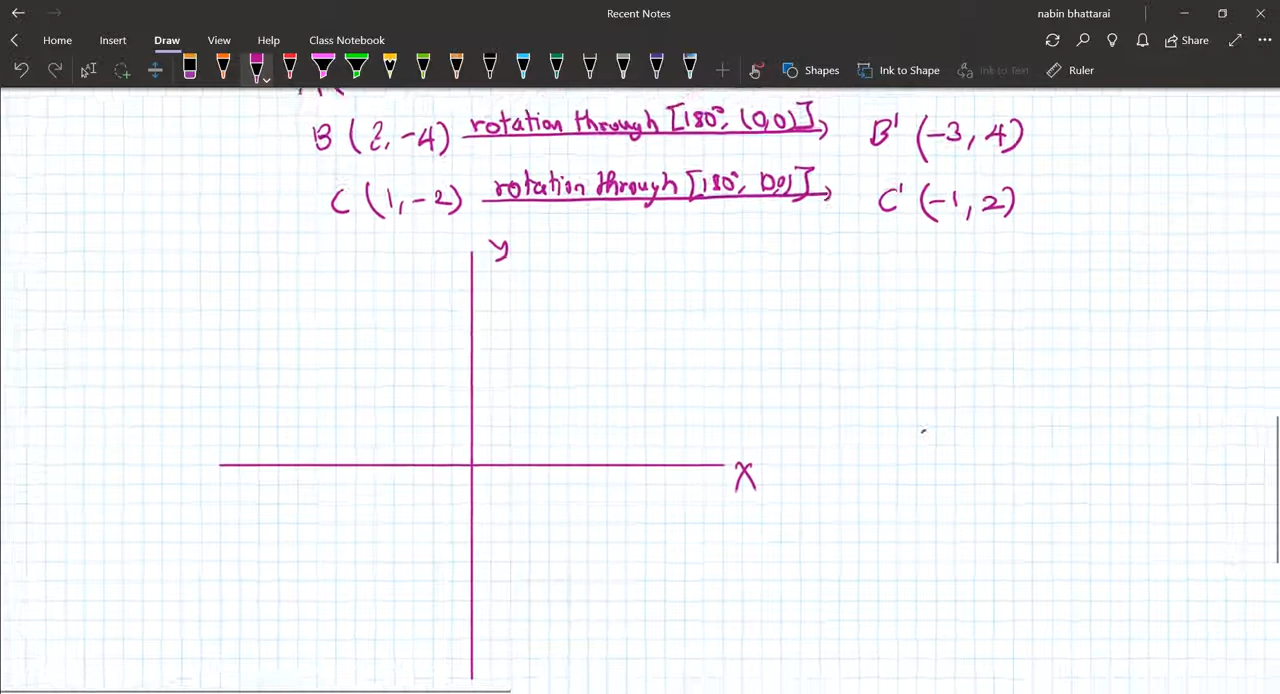 Recent Notes
nabin bhattarai
Home Insert Draw View Help Class Notebook
Share
Shapes Ink to Shape Ink to Text Ruler
B (2, -4) rotation through [180°, (0,0)] B' (-3, 4)
C (1, -2) rotation through [180°, 0,0)] C' (-1, 2)
y
X